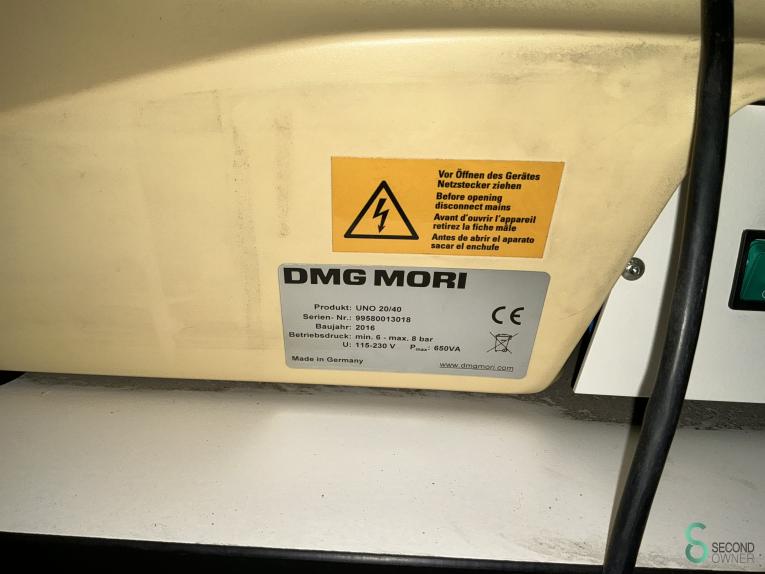 Vor Öffnen des Gerätes
Netzstecker ziehen
Before opening
disconnect mains
Avant d'ouvrir l'appareil
retirez la fiche mâle
Antes de abrir el aparato
sacar el enchufe
DMG MORI
Produkt: UNO 20/40
Serien- Nr.: 99580013018
Baujahr: 2016
Betriebsdruck: min. 6 - max. 8 bar
U: 115-230 V Pmax: 650VA
Made in Germany
www.dmgmori.com
CE
SECOND
OWNER